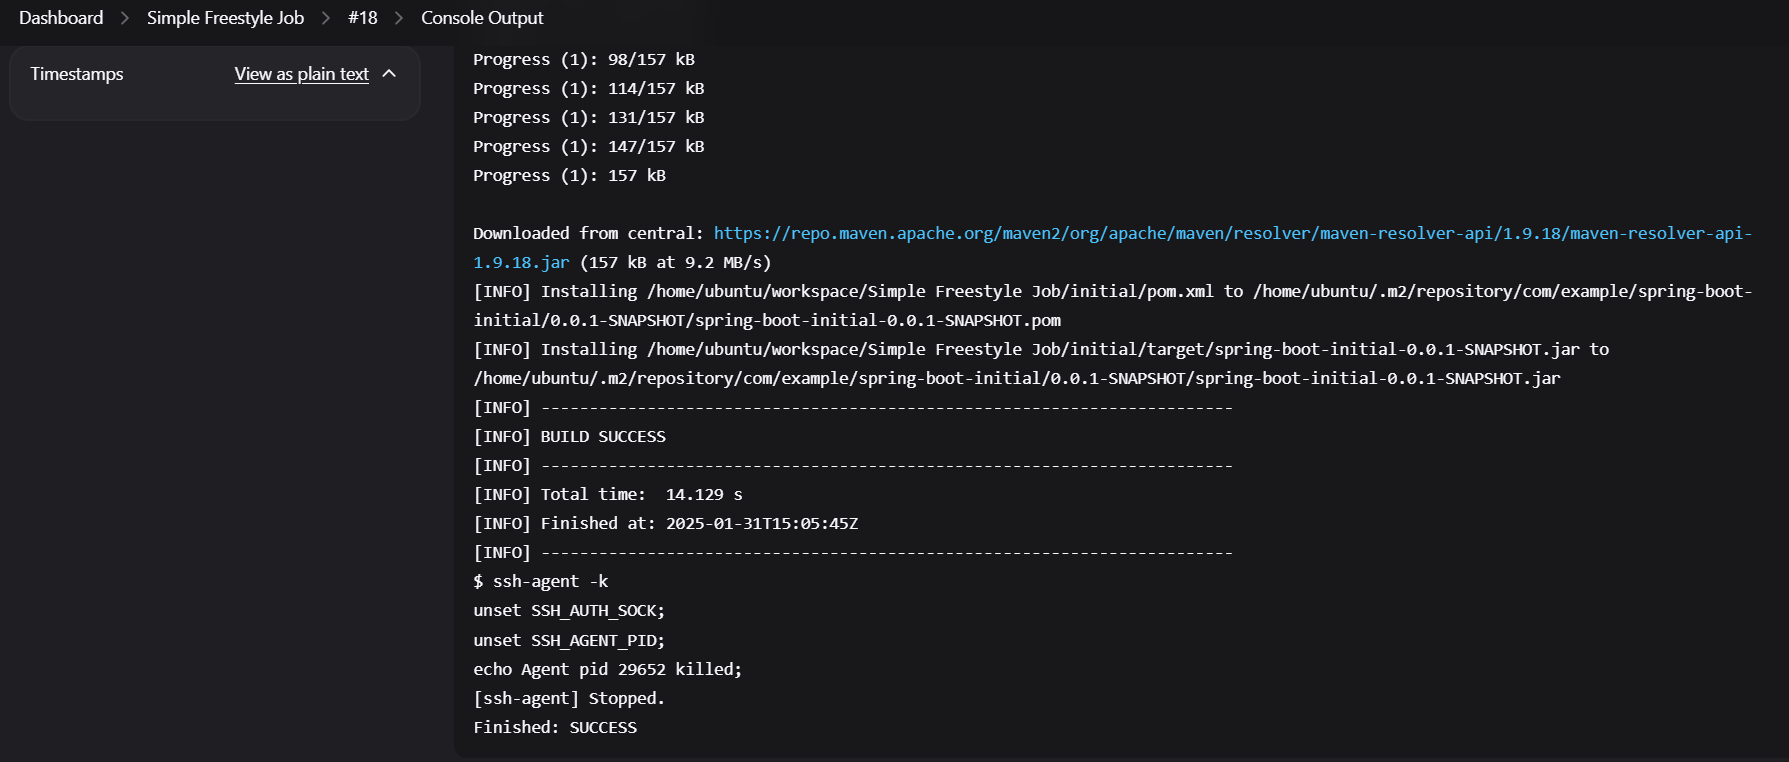 Dashboard > Simple Freestyle Job > #18 > Console Output
Timestamps View as plain text
Progress (1): 98/157 kB
Progress (1): 114/157 kB
Progress (1): 131/157 kB
Progress (1): 147/157 kB
Progress (1): 157 kB
Downloaded from central: https://repo.maven.apache.org/maven2/org/apache/maven/resolver/maven-resolver-api/1.9.18/maven-resolver-api-
1.9.18.jar (157 kB at 9.2 MB/s)
[INFO] Installing /home/ubuntu/workspace/Simple Freestyle Job/initial/pom.xml to /home/ubuntu/.m2/repository/com/example/spring-boot-
initial/0.0.1-SNAPSHOT/spring-boot-initial-0.0.1-SNAPSHOT.pom
[INFO] Installing /home/ubuntu/workspace/Simple Freestyle Job/initial/target/spring-boot-initial-0.0.1-SNAPSHOT.jar to
/home/ubuntu/.m2/repository/com/example/spring-boot-initial/0.0.1-SNAPSHOT/spring-boot-initial-0.0.1-SNAPSHOT.jar
[INFO] ------------------------------------------------------------------------
[INFO] BUILD SUCCESS
[INFO] ------------------------------------------------------------------------
[INFO] Total time:  14.129 s
[INFO] Finished at: 2025-01-31T15:05:45Z
[INFO] ------------------------------------------------------------------------
$ ssh-agent -k
unset SSH_AUTH_SOCK;
unset SSH_AGENT_PID;
echo Agent pid 29652 killed;
[ssh-agent] Stopped.
Finished: SUCCESS